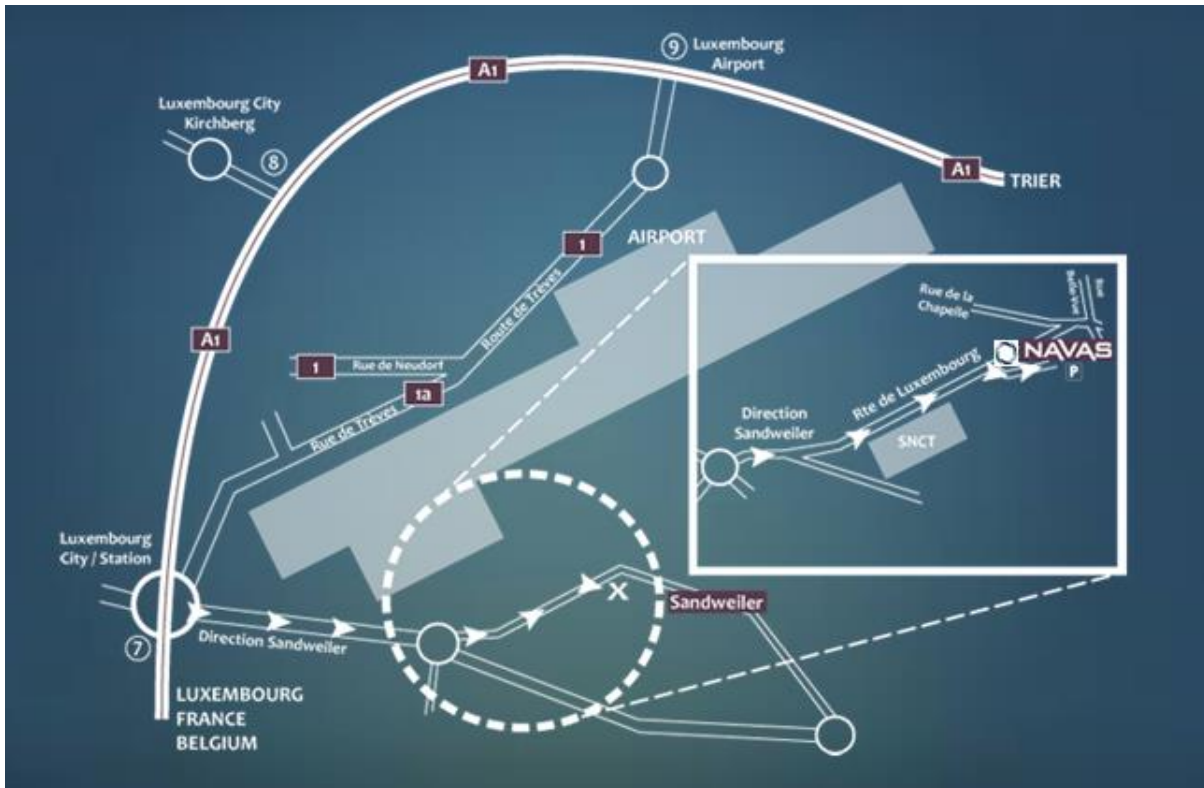 9
Luxembourg
Airport
A1
Luxembourg City
Kirchberg
8
A1
TRIER
1
AIRPORT
Route de Trèves
A1
1
Rue de Neudorf
1a
Rue de Trèves
Rue de la
Chapelle
Rue
Belle-Vue
NAVAS
P
Rte de Luxembourg
Direction
Sandweiler
SNCT
Luxembourg
City / Station
X
Sandweiler
Direction Sandweiler
7
LUXEMBOURG
FRANCE
BELGIUM